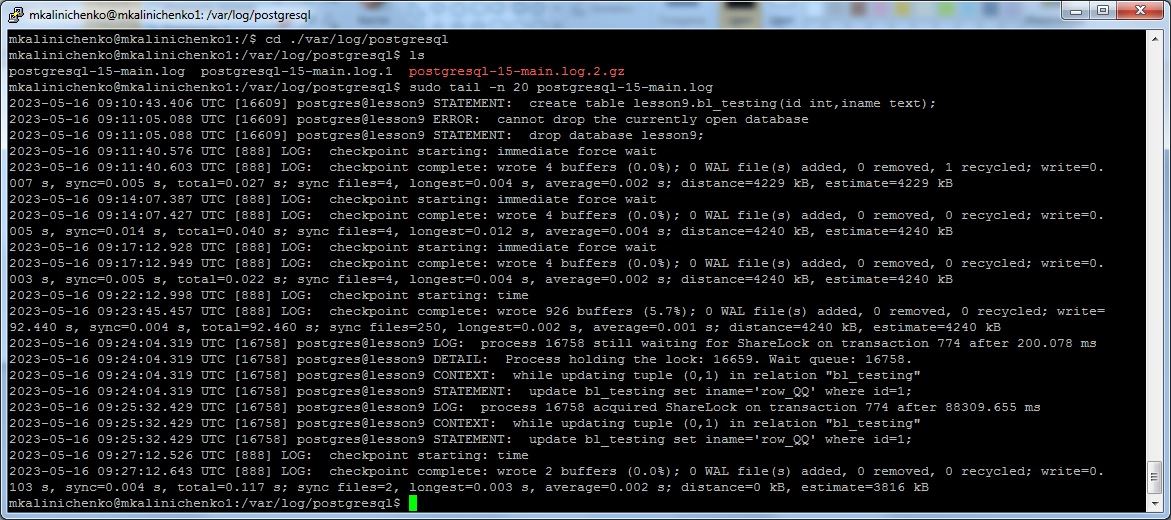 mkalinichenko@mkalinichenko1: /var/log/postgresql
mkalinichenko@mkalinichenko1:/$ cd ./var/log/postgresql
mkalinichenko@mkalinichenko1:/var/log/postgresql$ ls
postgresql-15-main.log  postgresql-15-main.log.1  postgresql-15-main.log.2.gz
mkalinichenko@mkalinichenko1:/var/log/postgresql$ sudo tail -n 20 postgresql-15-main.log
2023-05-16 09:10:43.406 UTC [16609] postgres@lesson9 STATEMENT:  create table lesson9.bl_testing(id int,iname text);
2023-05-16 09:11:05.088 UTC [16609] postgres@lesson9 ERROR:  cannot drop the currently open database
2023-05-16 09:11:05.088 UTC [16609] postgres@lesson9 STATEMENT:  drop database lesson9;
2023-05-16 09:11:40.576 UTC [888] LOG:  checkpoint starting: immediate force wait
2023-05-16 09:11:40.603 UTC [888] LOG:  checkpoint complete: wrote 4 buffers (0.0%); 0 WAL file(s) added, 0 removed, 1 recycled; write=0.
007 s, sync=0.005 s, total=0.027 s; sync files=4, longest=0.004 s, average=0.002 s; distance=4229 kB, estimate=4229 kB
2023-05-16 09:14:07.387 UTC [888] LOG:  checkpoint starting: immediate force wait
2023-05-16 09:14:07.427 UTC [888] LOG:  checkpoint complete: wrote 4 buffers (0.0%); 0 WAL file(s) added, 0 removed, 0 recycled; write=0.
005 s, sync=0.014 s, total=0.040 s; sync files=4, longest=0.012 s, average=0.004 s; distance=4240 kB, estimate=4240 kB
2023-05-16 09:17:12.928 UTC [888] LOG:  checkpoint starting: immediate force wait
2023-05-16 09:17:12.949 UTC [888] LOG:  checkpoint complete: wrote 4 buffers (0.0%); 0 WAL file(s) added, 0 removed, 0 recycled; write=0.
003 s, sync=0.005 s, total=0.022 s; sync files=4, longest=0.004 s, average=0.002 s; distance=4240 kB, estimate=4240 kB
2023-05-16 09:22:12.998 UTC [888] LOG:  checkpoint starting: time
2023-05-16 09:23:45.457 UTC [888] LOG:  checkpoint complete: wrote 926 buffers (5.7%); 0 WAL file(s) added, 0 removed, 0 recycled; write=
92.440 s, sync=0.004 s, total=92.460 s; sync files=250, longest=0.002 s, average=0.001 s; distance=4240 kB, estimate=4240 kB
2023-05-16 09:24:04.319 UTC [16758] postgres@lesson9 LOG:  process 16758 still waiting for ShareLock on transaction 774 after 200.078 ms
2023-05-16 09:24:04.319 UTC [16758] postgres@lesson9 DETAIL:  Process holding the lock: 16659. Wait queue: 16758.
2023-05-16 09:24:04.319 UTC [16758] postgres@lesson9 CONTEXT:  while updating tuple (0,1) in relation "bl_testing"
2023-05-16 09:24:04.319 UTC [16758] postgres@lesson9 STATEMENT:  update bl_testing set iname='row_QQ' where id=1;
2023-05-16 09:25:32.429 UTC [16758] postgres@lesson9 LOG:  process 16758 acquired ShareLock on transaction 774 after 88309.655 ms
2023-05-16 09:25:32.429 UTC [16758] postgres@lesson9 CONTEXT:  while updating tuple (0,1) in relation "bl_testing"
2023-05-16 09:25:32.429 UTC [16758] postgres@lesson9 STATEMENT:  update bl_testing set iname='row_QQ' where id=1;
2023-05-16 09:27:12.526 UTC [888] LOG:  checkpoint starting: time
2023-05-16 09:27:12.643 UTC [888] LOG:  checkpoint complete: wrote 2 buffers (0.0%); 0 WAL file(s) added, 0 removed, 0 recycled; write=0.
103 s, sync=0.004 s, total=0.117 s; sync files=2, longest=0.003 s, average=0.002 s; distance=0 kB, estimate=3816 kB
mkalinichenko@mkalinichenko1:/var/log/postgresql$